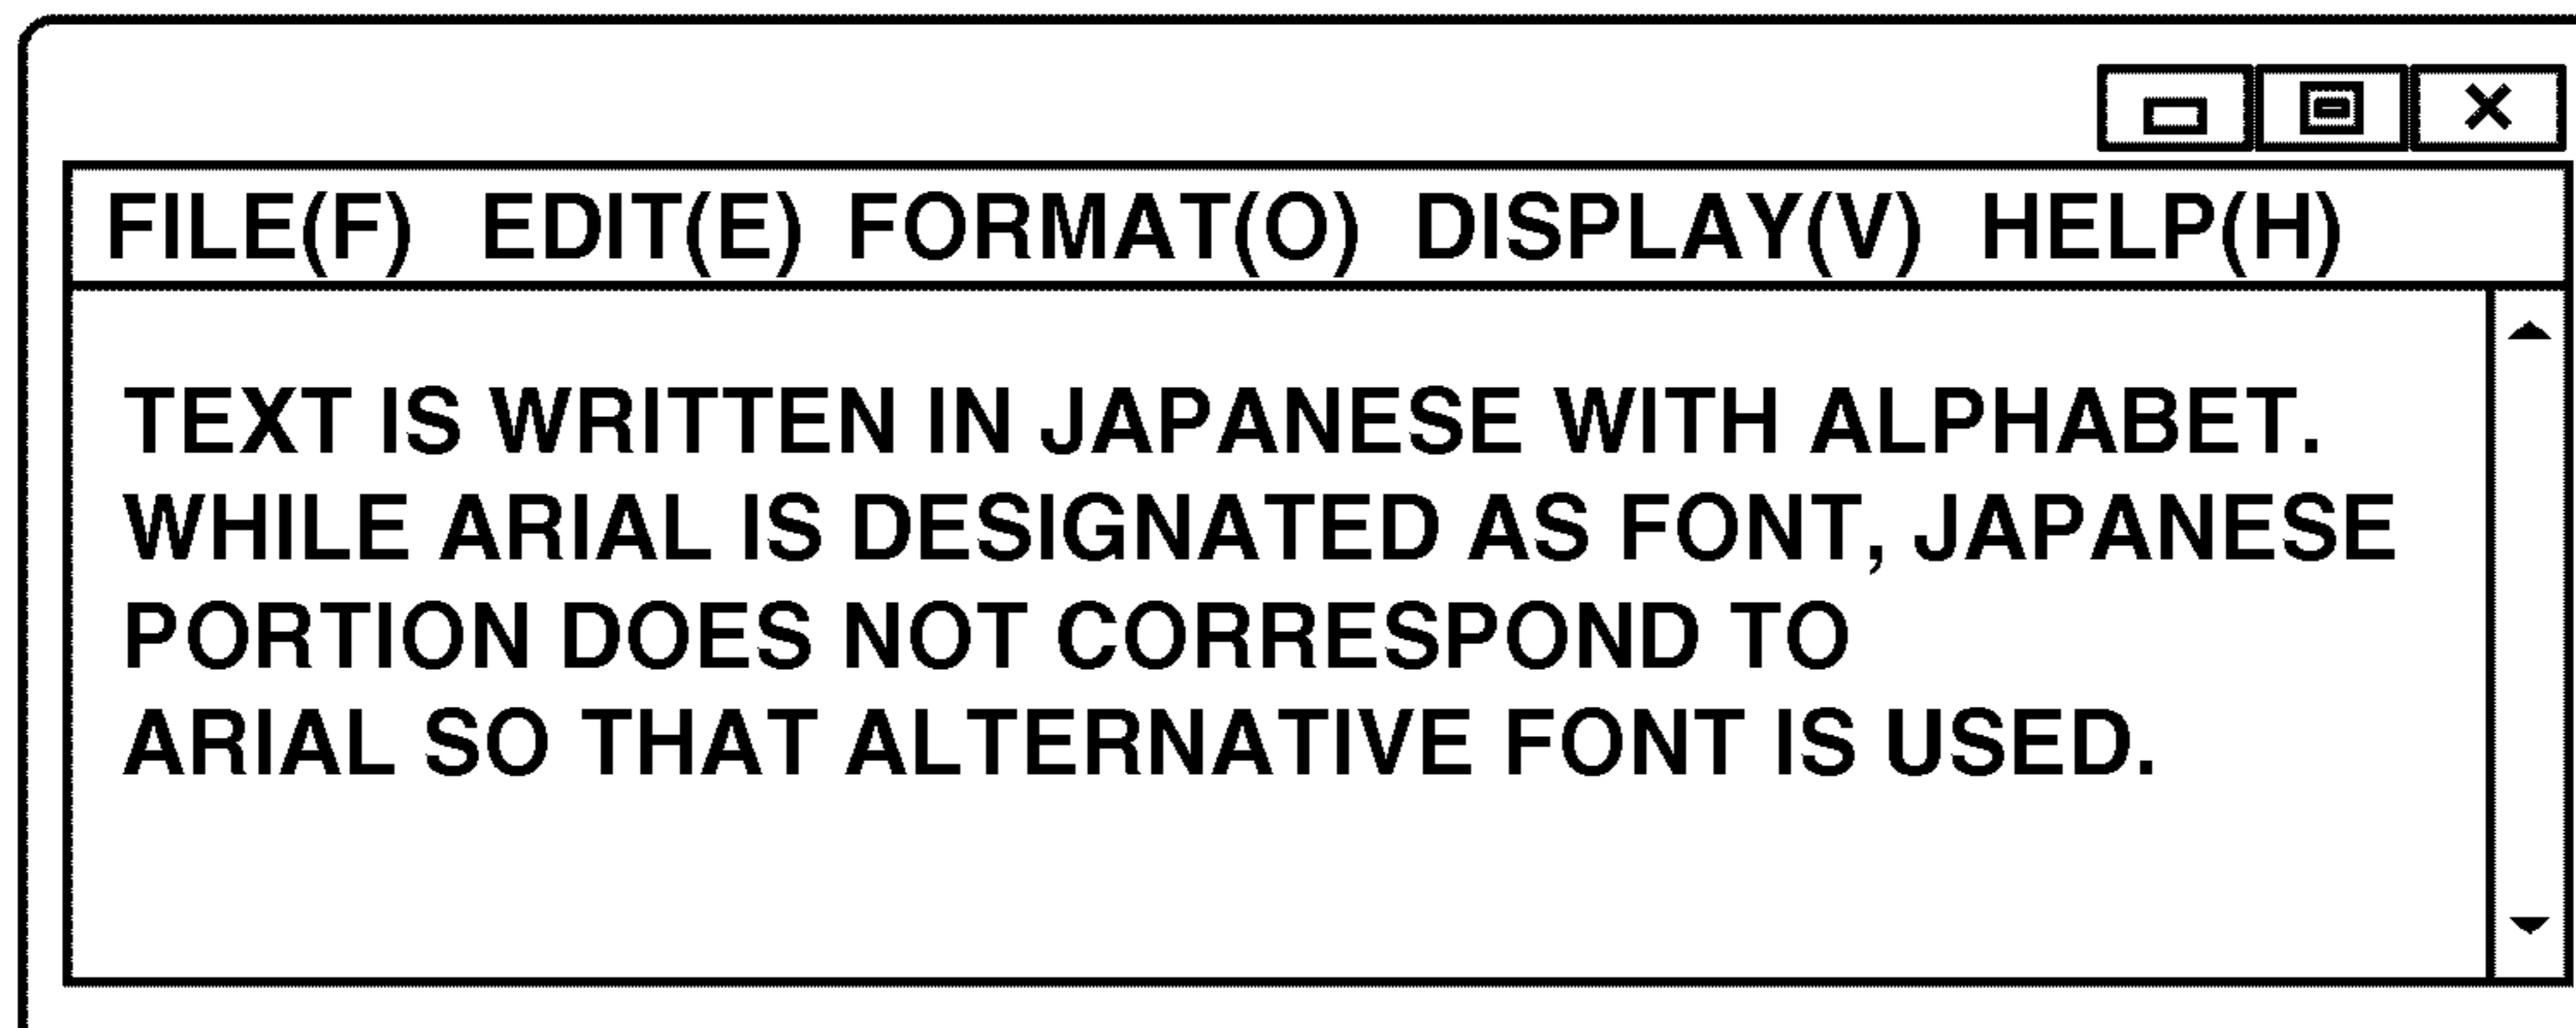 FILE(F) EDIT(E) FORMAT(O) DISPLAY(V) HELP(H)
TEXT IS WRITTEN IN JAPANESE WITH ALPHABET.
WHILE ARIAL IS DESIGNATED AS FONT, JAPANESE
PORTION DOES NOT CORRESPOND TO
ARIAL SO THAT ALTERNATIVE FONT IS USED.